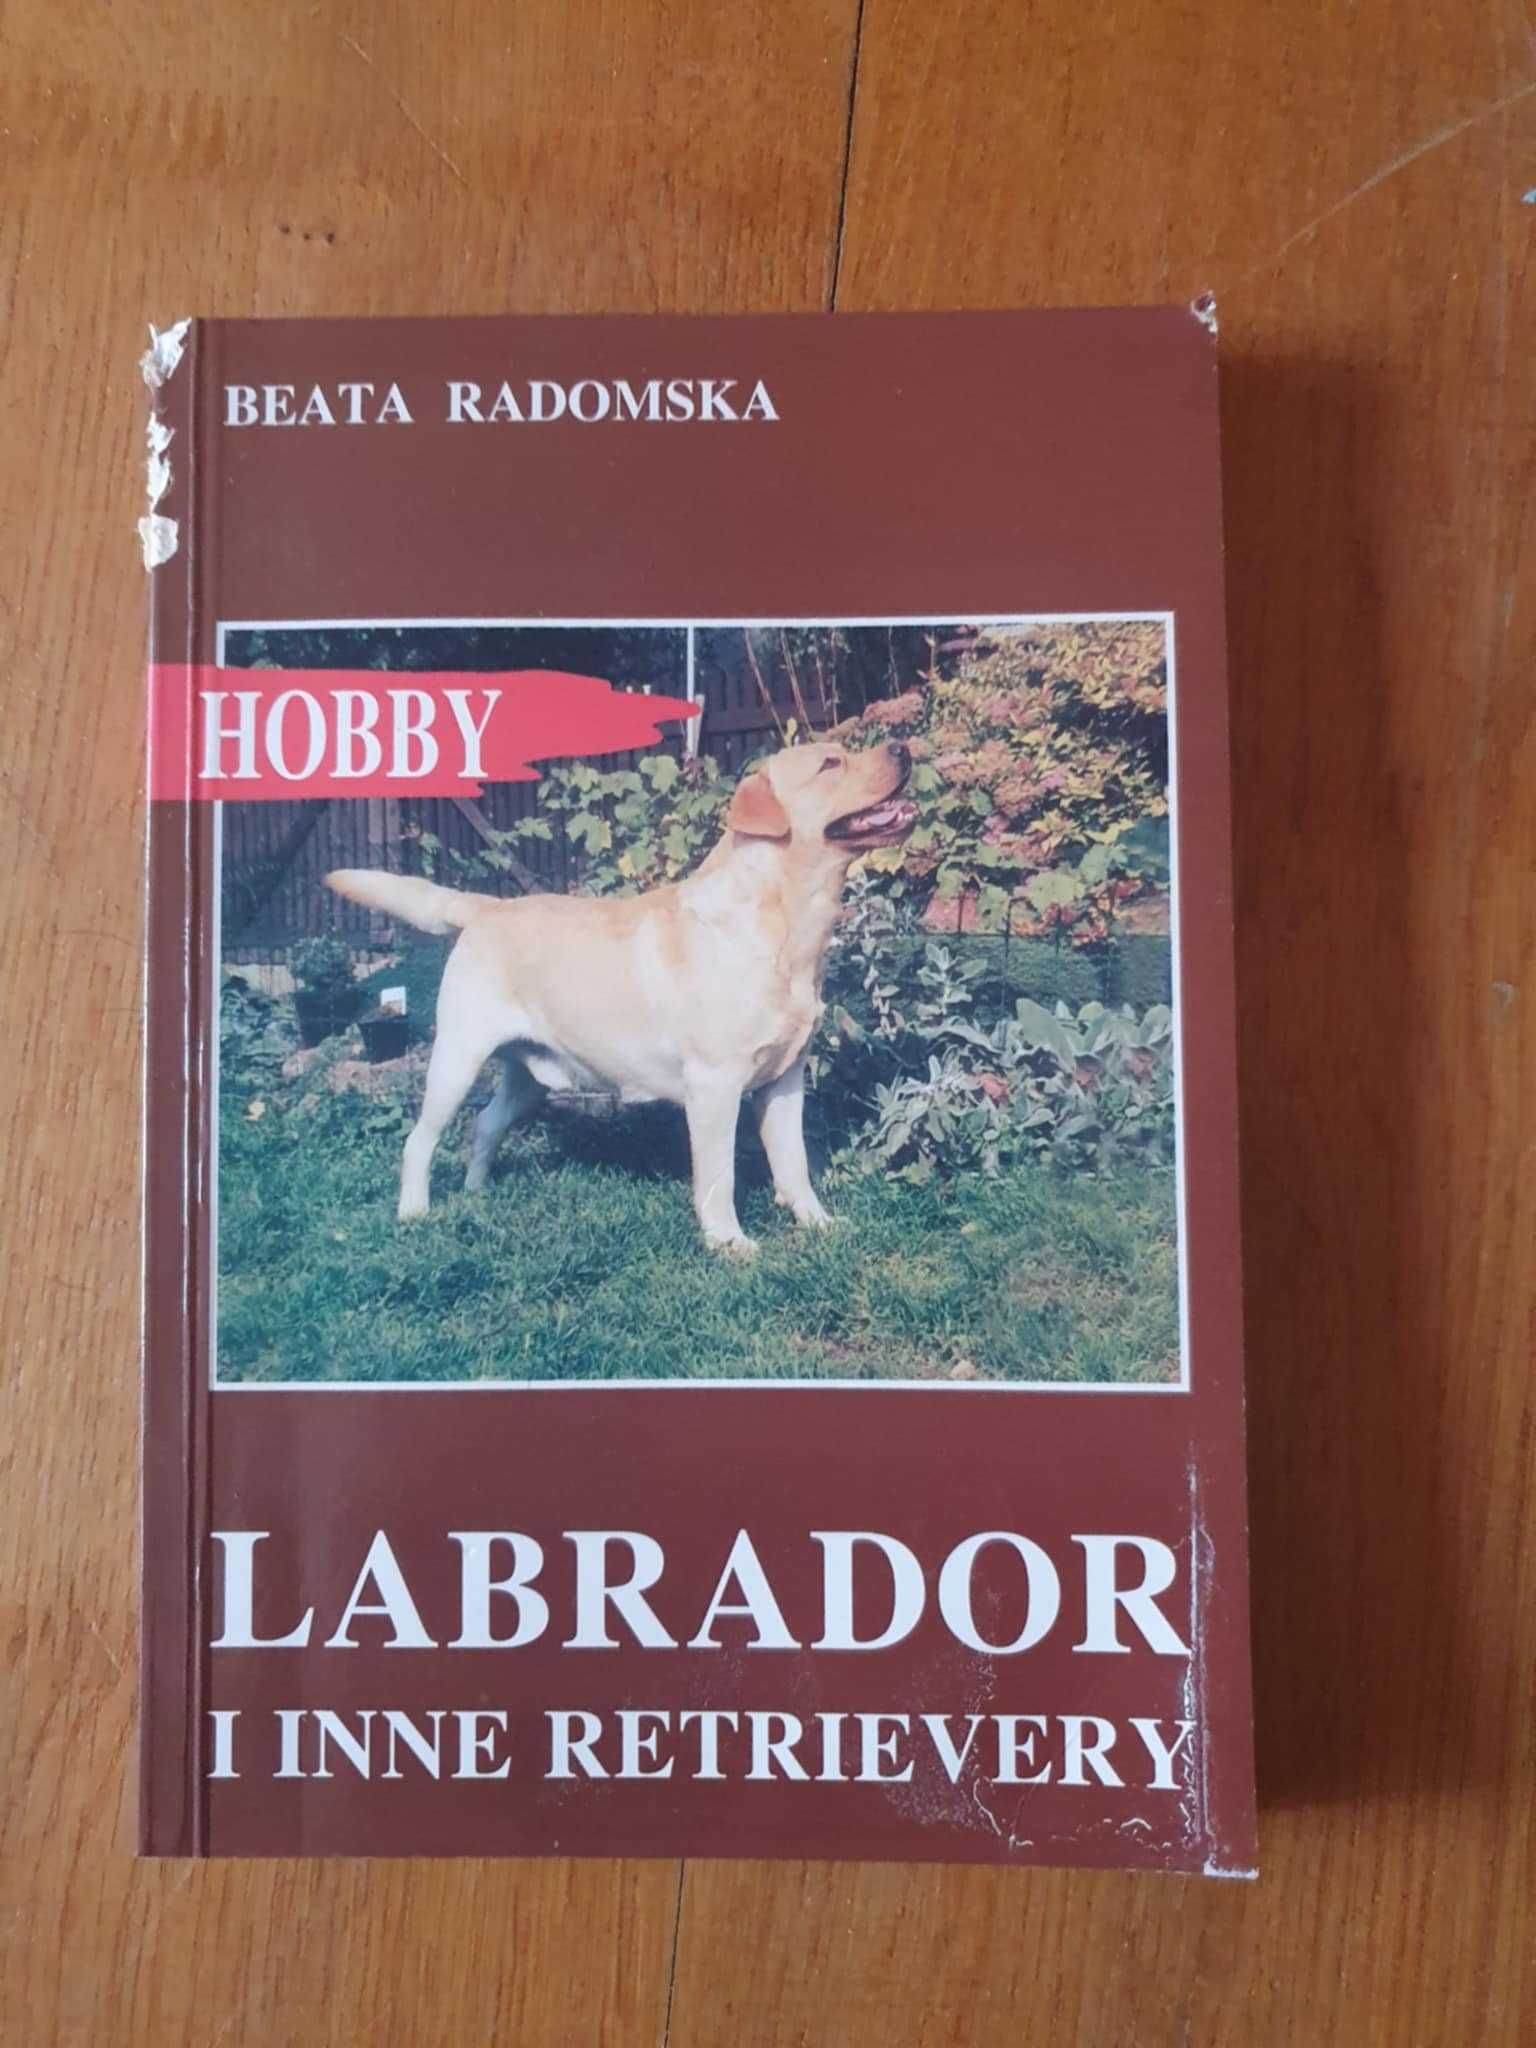 BEATA RADOMSKA
HOBBY
LABRADOR
I INNE RETRIEVERY